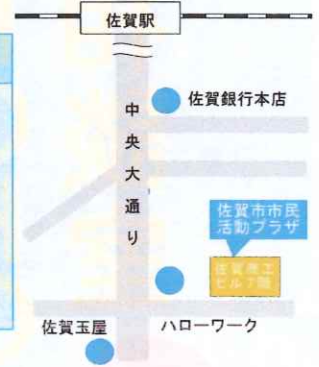 佐賀駅
佐賀銀行本店
中央大通り
佐賀市市民
活動プラザ
佐賀商工
ビル7階
佐賀玉屋
ハローワーク